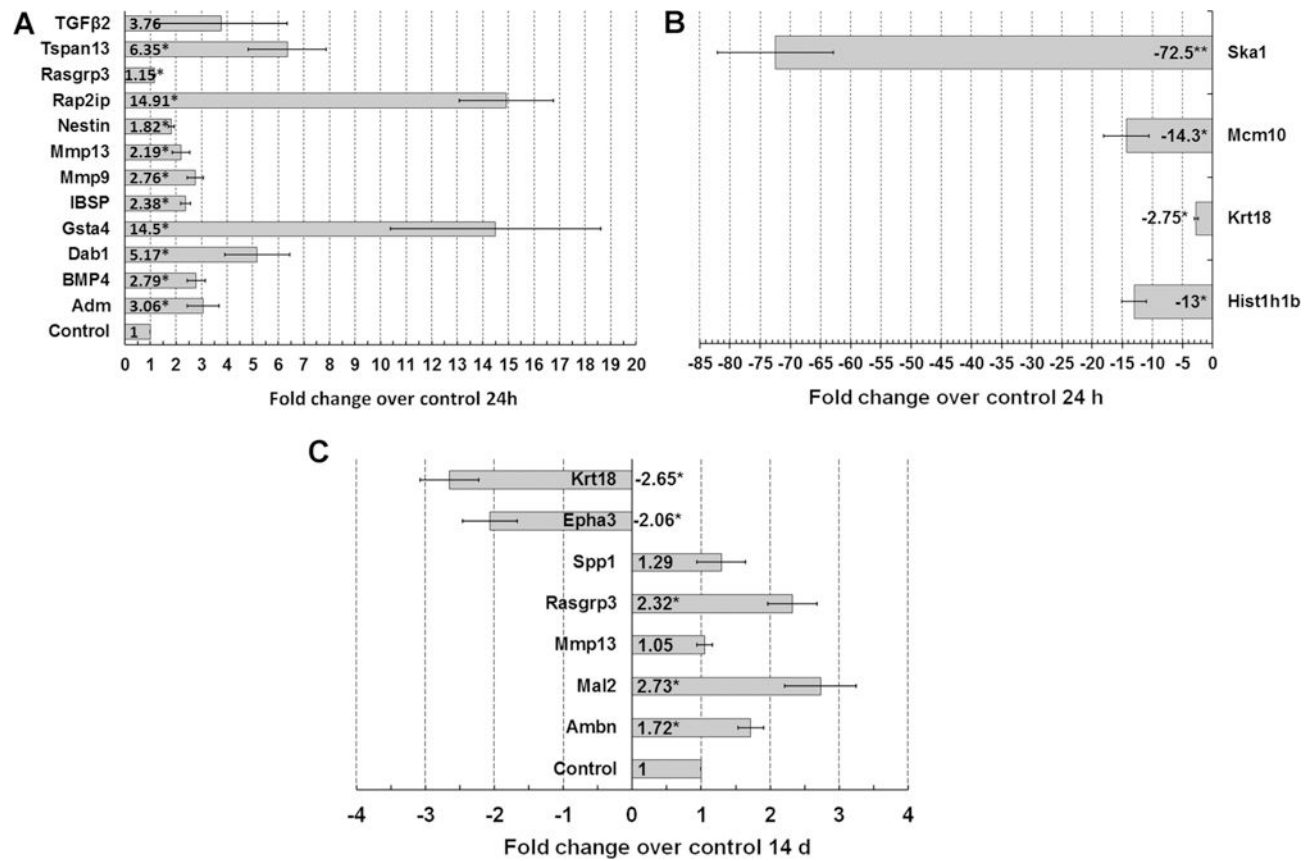 A
TGFβ2 3.76
Tspan13 6.35*
Rasgrp3 1.15*
Rap2ip 14.91*
Nestin 1.82*
Mmp13 2.19*
Mmp9 2.76*
IBSP 2.38*
Gsta4 14.5*
Dab1 5.17*
BMP4 2.79*
Adm 3.06*
Control 1
0 1 2 3 4 5 6 7 8 9 10 11 12 13 14 15 16 17 18 19 20
Fold change over control 24h
B
-72.5** Ska1
-14.3* Mcm10
-2.75* Krt18
-13* Hist1h1b
-85 -80 -75 -70 -65 -60 -55 -50 -45 -40 -35 -30 -25 -20 -15 -10 -5 0
Fold change over control 24 h
C
Krt18 -2.65*
Epha3 -2.06*
Spp1 1.29
Rasgrp3 2.32*
Mmp13 1.05
Mal2 2.73*
Ambn 1.72*
Control 1
-4 -3 -2 -1 0 1 2 3 4
Fold change over control 14 d